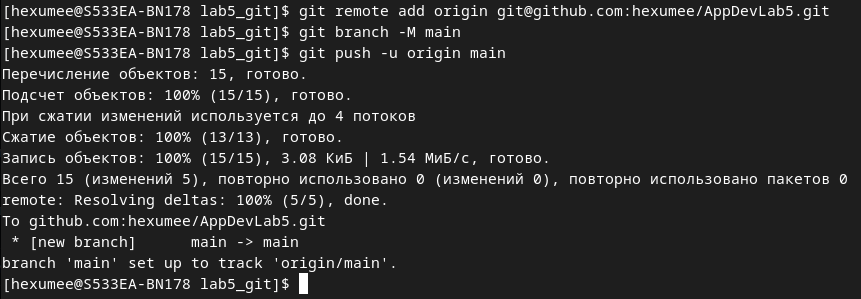 [hexumee@S533EA-BN178 lab5_git]$ git remote add origin git@github.com:hexumee/AppDevLab5.git
[hexumee@S533EA-BN178 lab5_git]$ git branch -M main
[hexumee@S533EA-BN178 lab5_git]$ git push -u origin main
Перечисление объектов: 15, готово.
Подсчет объектов: 100% (15/15), готово.
При сжатии изменений используется до 4 потоков
Сжатие объектов: 100% (13/13), готово.
Запись объектов: 100% (15/15), 3.08 КиБ | 1.54 МиБ/с, готово.
Всего 15 (изменений 5), повторно использовано 0 (изменений 0), повторно использовано пакетов 0
remote: Resolving deltas: 100% (5/5), done.
To github.com:hexumee/AppDevLab5.git
 * [new branch]      main -> main
branch 'main' set up to track 'origin/main'.
[hexumee@S533EA-BN178 lab5_git]$